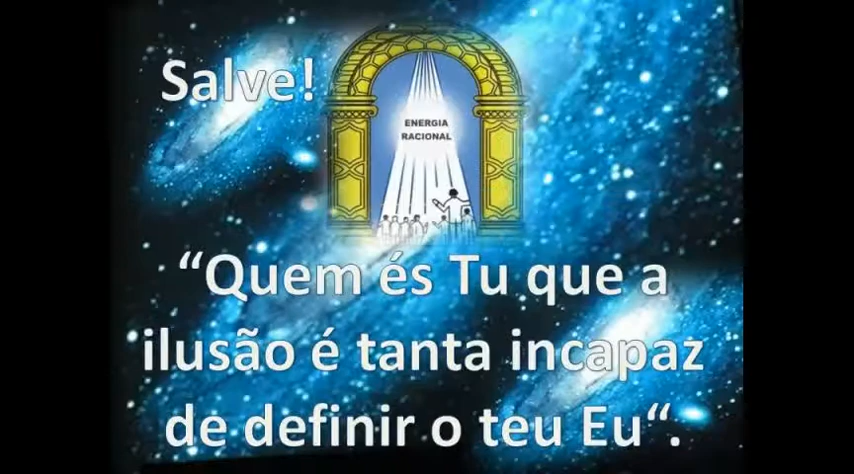 Salve!
ENERGIA
RACIONAL
“Quem és Tu que a
ilusão é tanta incapaz
de definir o teu Eu“.